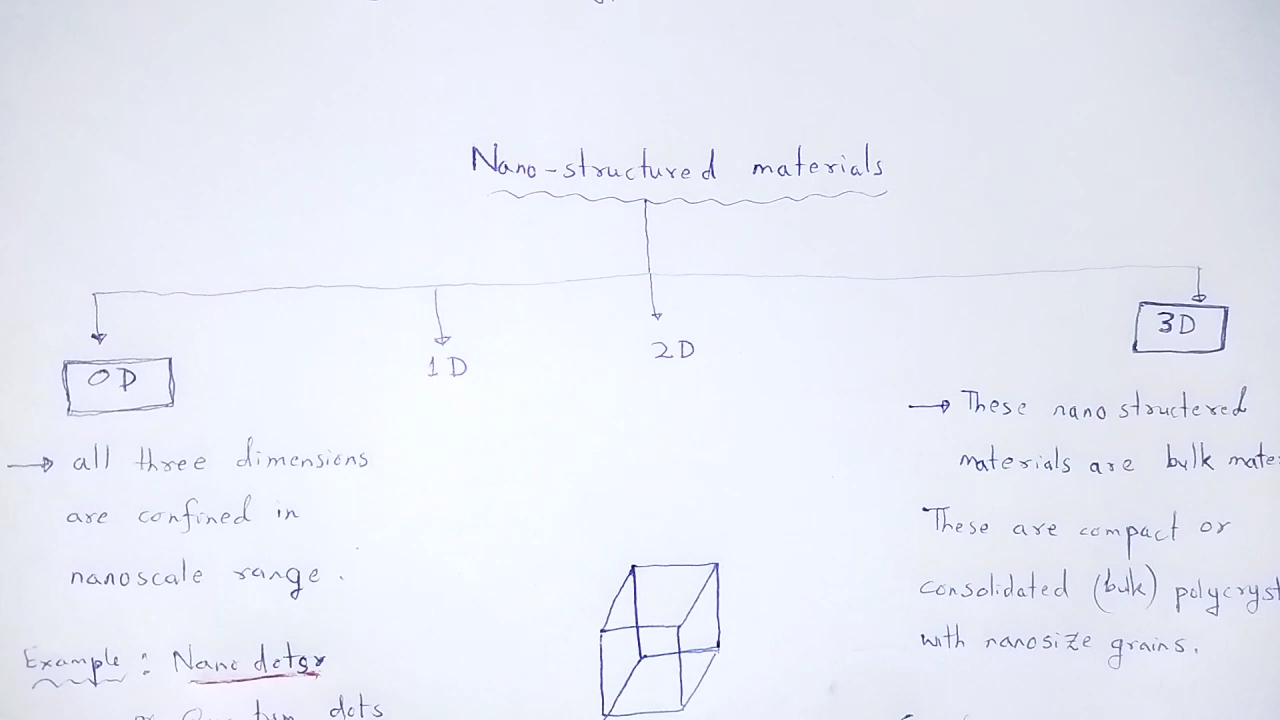 Nano-structured materials
0D
1D
2D
3D
→ all three dimensions
are confined in
nanoscale range.
Example: Nano dots
dots
→ These nano structered
materials are bulk
These are compact or
consolidated (bulk)
with nanosize grains.